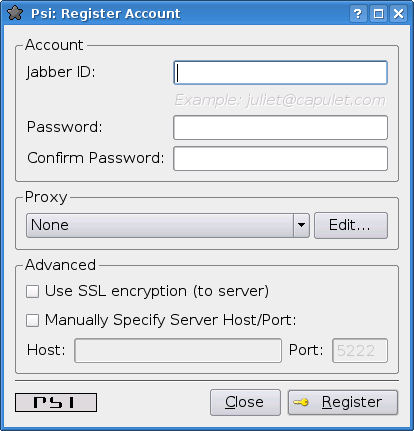 Psi: Register Account
Account
Jabber ID:
Example: juliet@capulet.com
Password:
Confirm Password:
Proxy
None
Edit...
Advanced
Use SSL encryption (to server)
Manually Specify Server Host/Port:
Host: Port: 5222
PSI Close Register